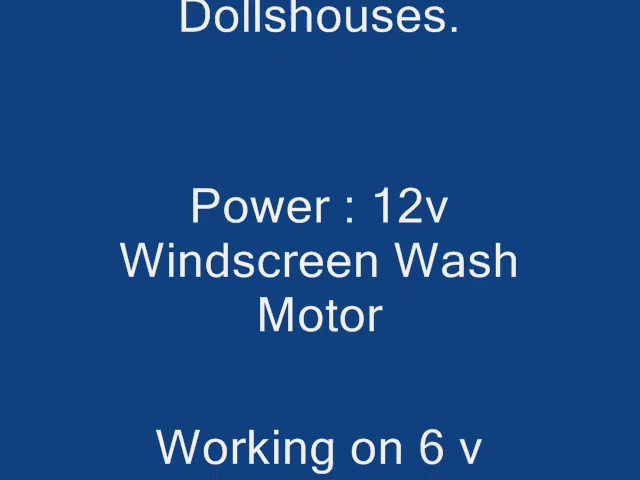 Dollshouses.
Power : 12v
Windscreen Wash
Motor
Working on 6 v